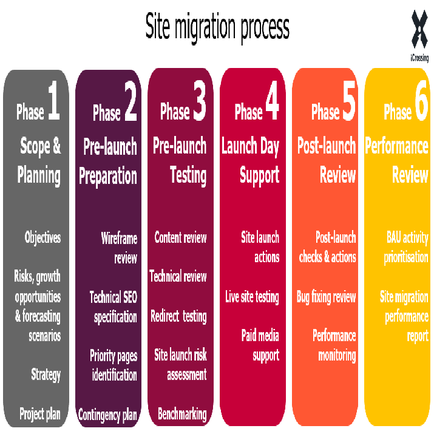 Site migration process
iCrossing
Phase 1
Scope &
Planning
Objectives
Risks, growth
opportunities
& forecasting
scenarios
Strategy
Project plan
Phase 2
Pre-launch
Preparation
Wireframe
review
Technical SEO
specification
Priority pages
identification
Contingency plan
Phase 3
Pre-launch
Testing
Content review
Technical review
Redirect testing
Site launch risk
assessment
Benchmarking
Phase 4
Launch Day
Support
Site launch
actions
Live site testing
Paid media
support
Phase 5
Post-launch
Review
Post-launch
checks & actions
Bug fixing review
Performance
monitoring
Phase 6
Performance
Review
BAU activity
prioritisation
Site migration
performance
report